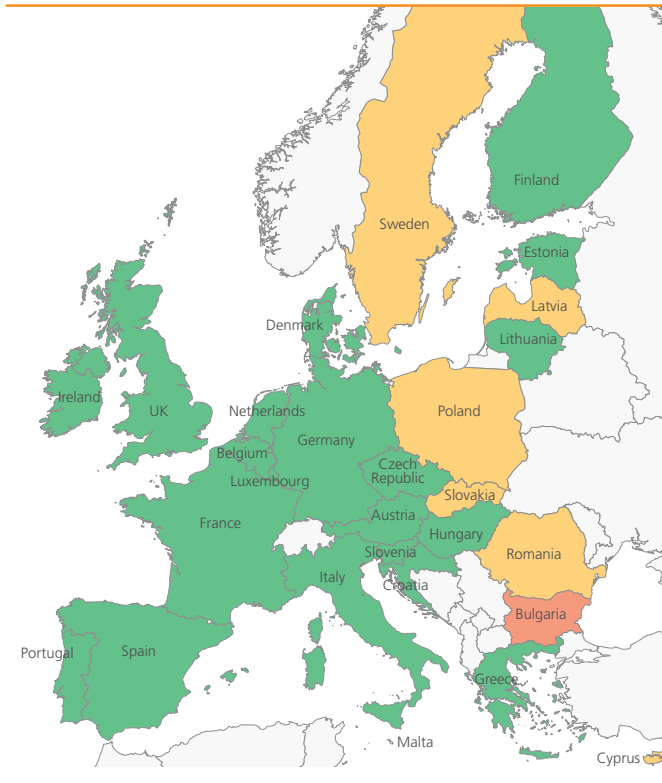 Finland
Sweden
Estonia
Latvia
Denmark
Lithuania
Ireland
UK
Netherlands
Poland
Germany
Belgium
Czech
Republic
Luxembourg
Slovakia
France
Austria
Hungary
Slovenia
Romania
Italy
Croatia
Bulgaria
Portugal
Spain
Greece
Malta
Cyprus